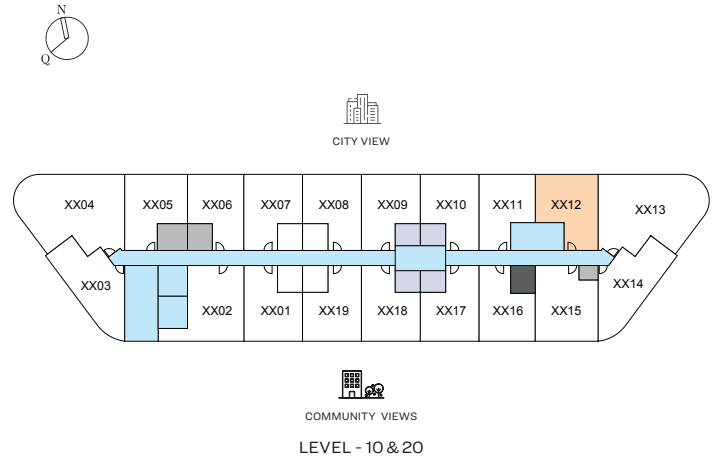 N
Q
CITY VIEW
XX04 XX05 XX06 XX07 XX08 XX09 XX10 XX11 XX12 XX13
XX03 XX14
XX02 XX01 XX19 XX18 XX17 XX16 XX15
COMMUNITY VIEWS
LEVEL - 10 & 20